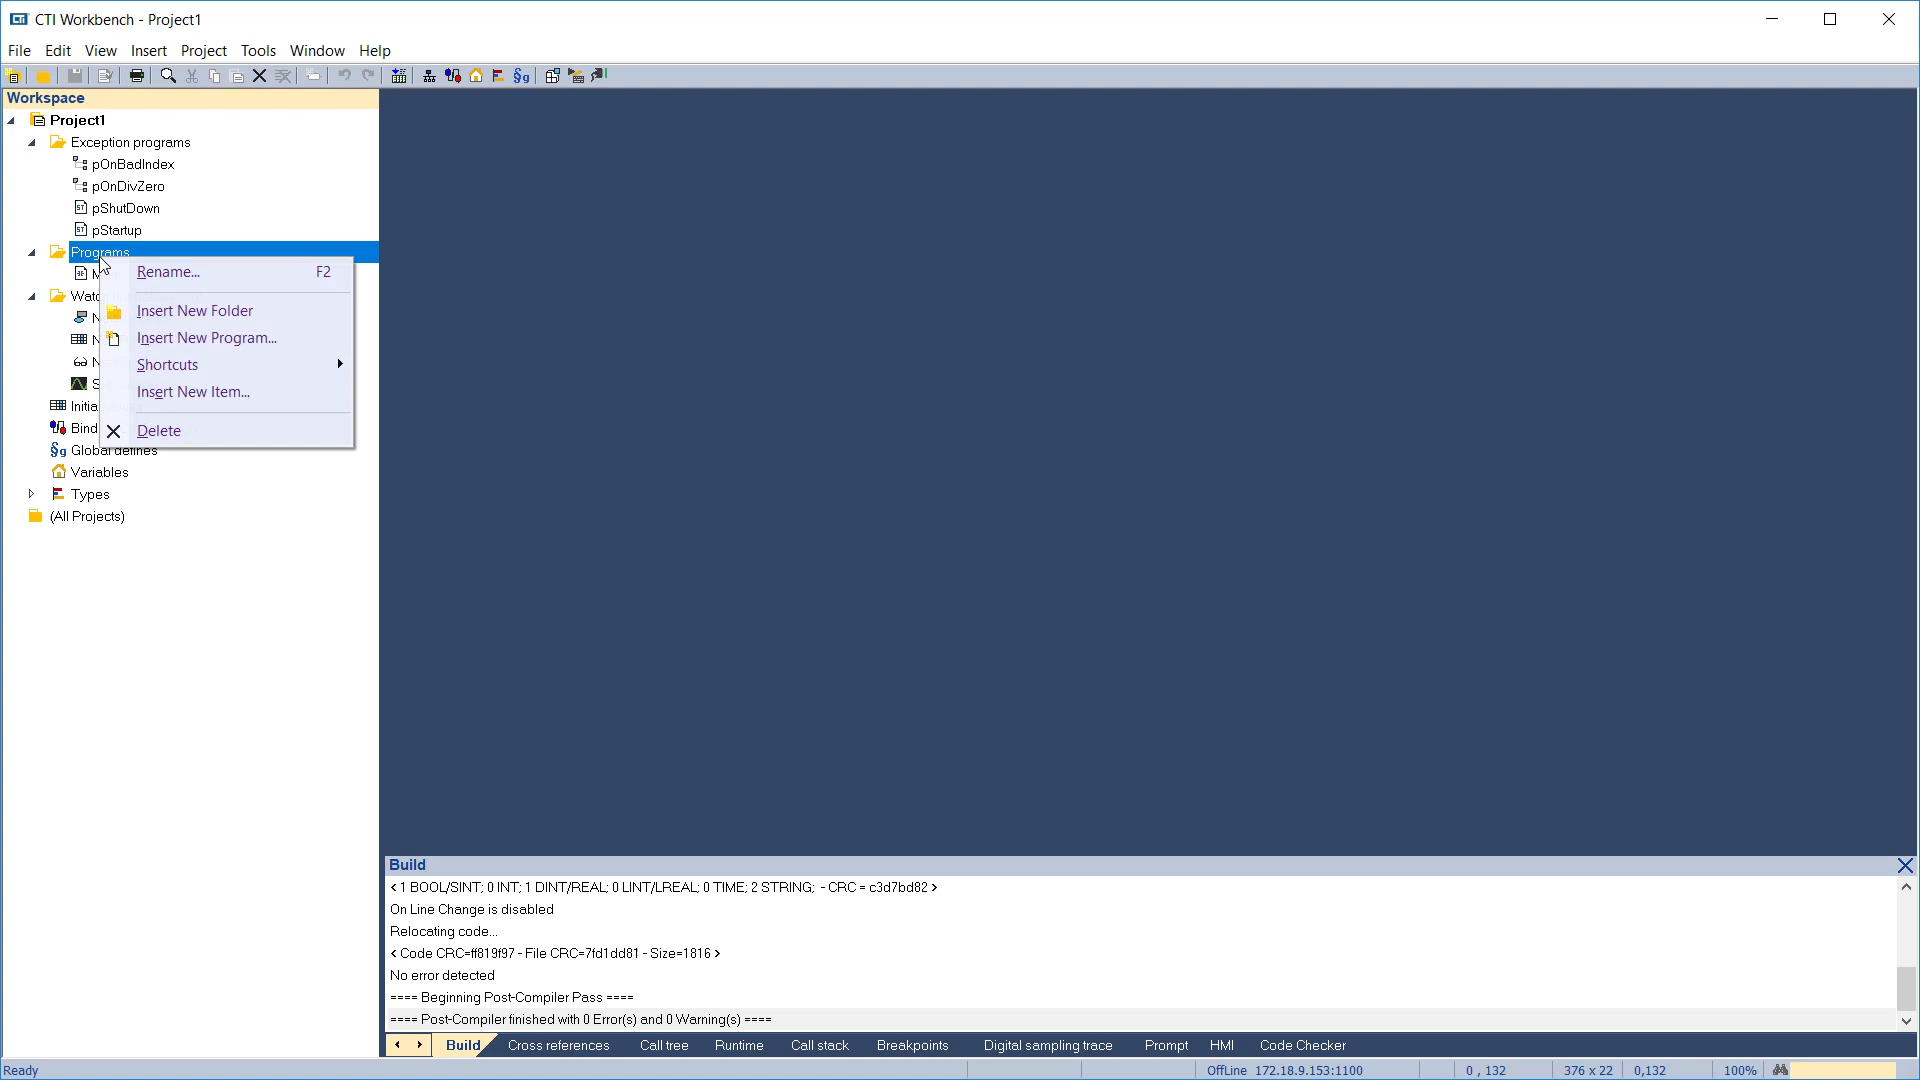 CTI Workbench - Project1
File Edit View Insert Project Tools Window Help
Workspace
Project1
Exception programs
pOnBadIndex
pOnDivZero
pShutDown
pStartup
Programs
Rename... F2
Insert New Folder
Insert New Program...
Shortcuts
Insert New Item...
Delete
Global defines
Variables
Types
(All Projects)
Build
< 1 BOOL/SINT; 0 INT; 1 DINT/REAL; 0 LINT/LREAL; 0 TIME; 2 STRING; - CRC = c3d7bd82 >
On Line Change is disabled
Relocating code...
< Code CRC=ff819f97 - File CRC=7fd1dd81 - Size=1816 >
No error detected
==== Beginning Post-Compiler Pass ====
==== Post-Compiler finished with 0 Error(s) and 0 Warning(s) ====
Build Cross references Call tree Runtime Call stack Breakpoints Digital sampling trace Prompt HMI Code Checker
Ready OffLine 172.18.9.153:1100 0 , 132 376 x 22 0,132 100%